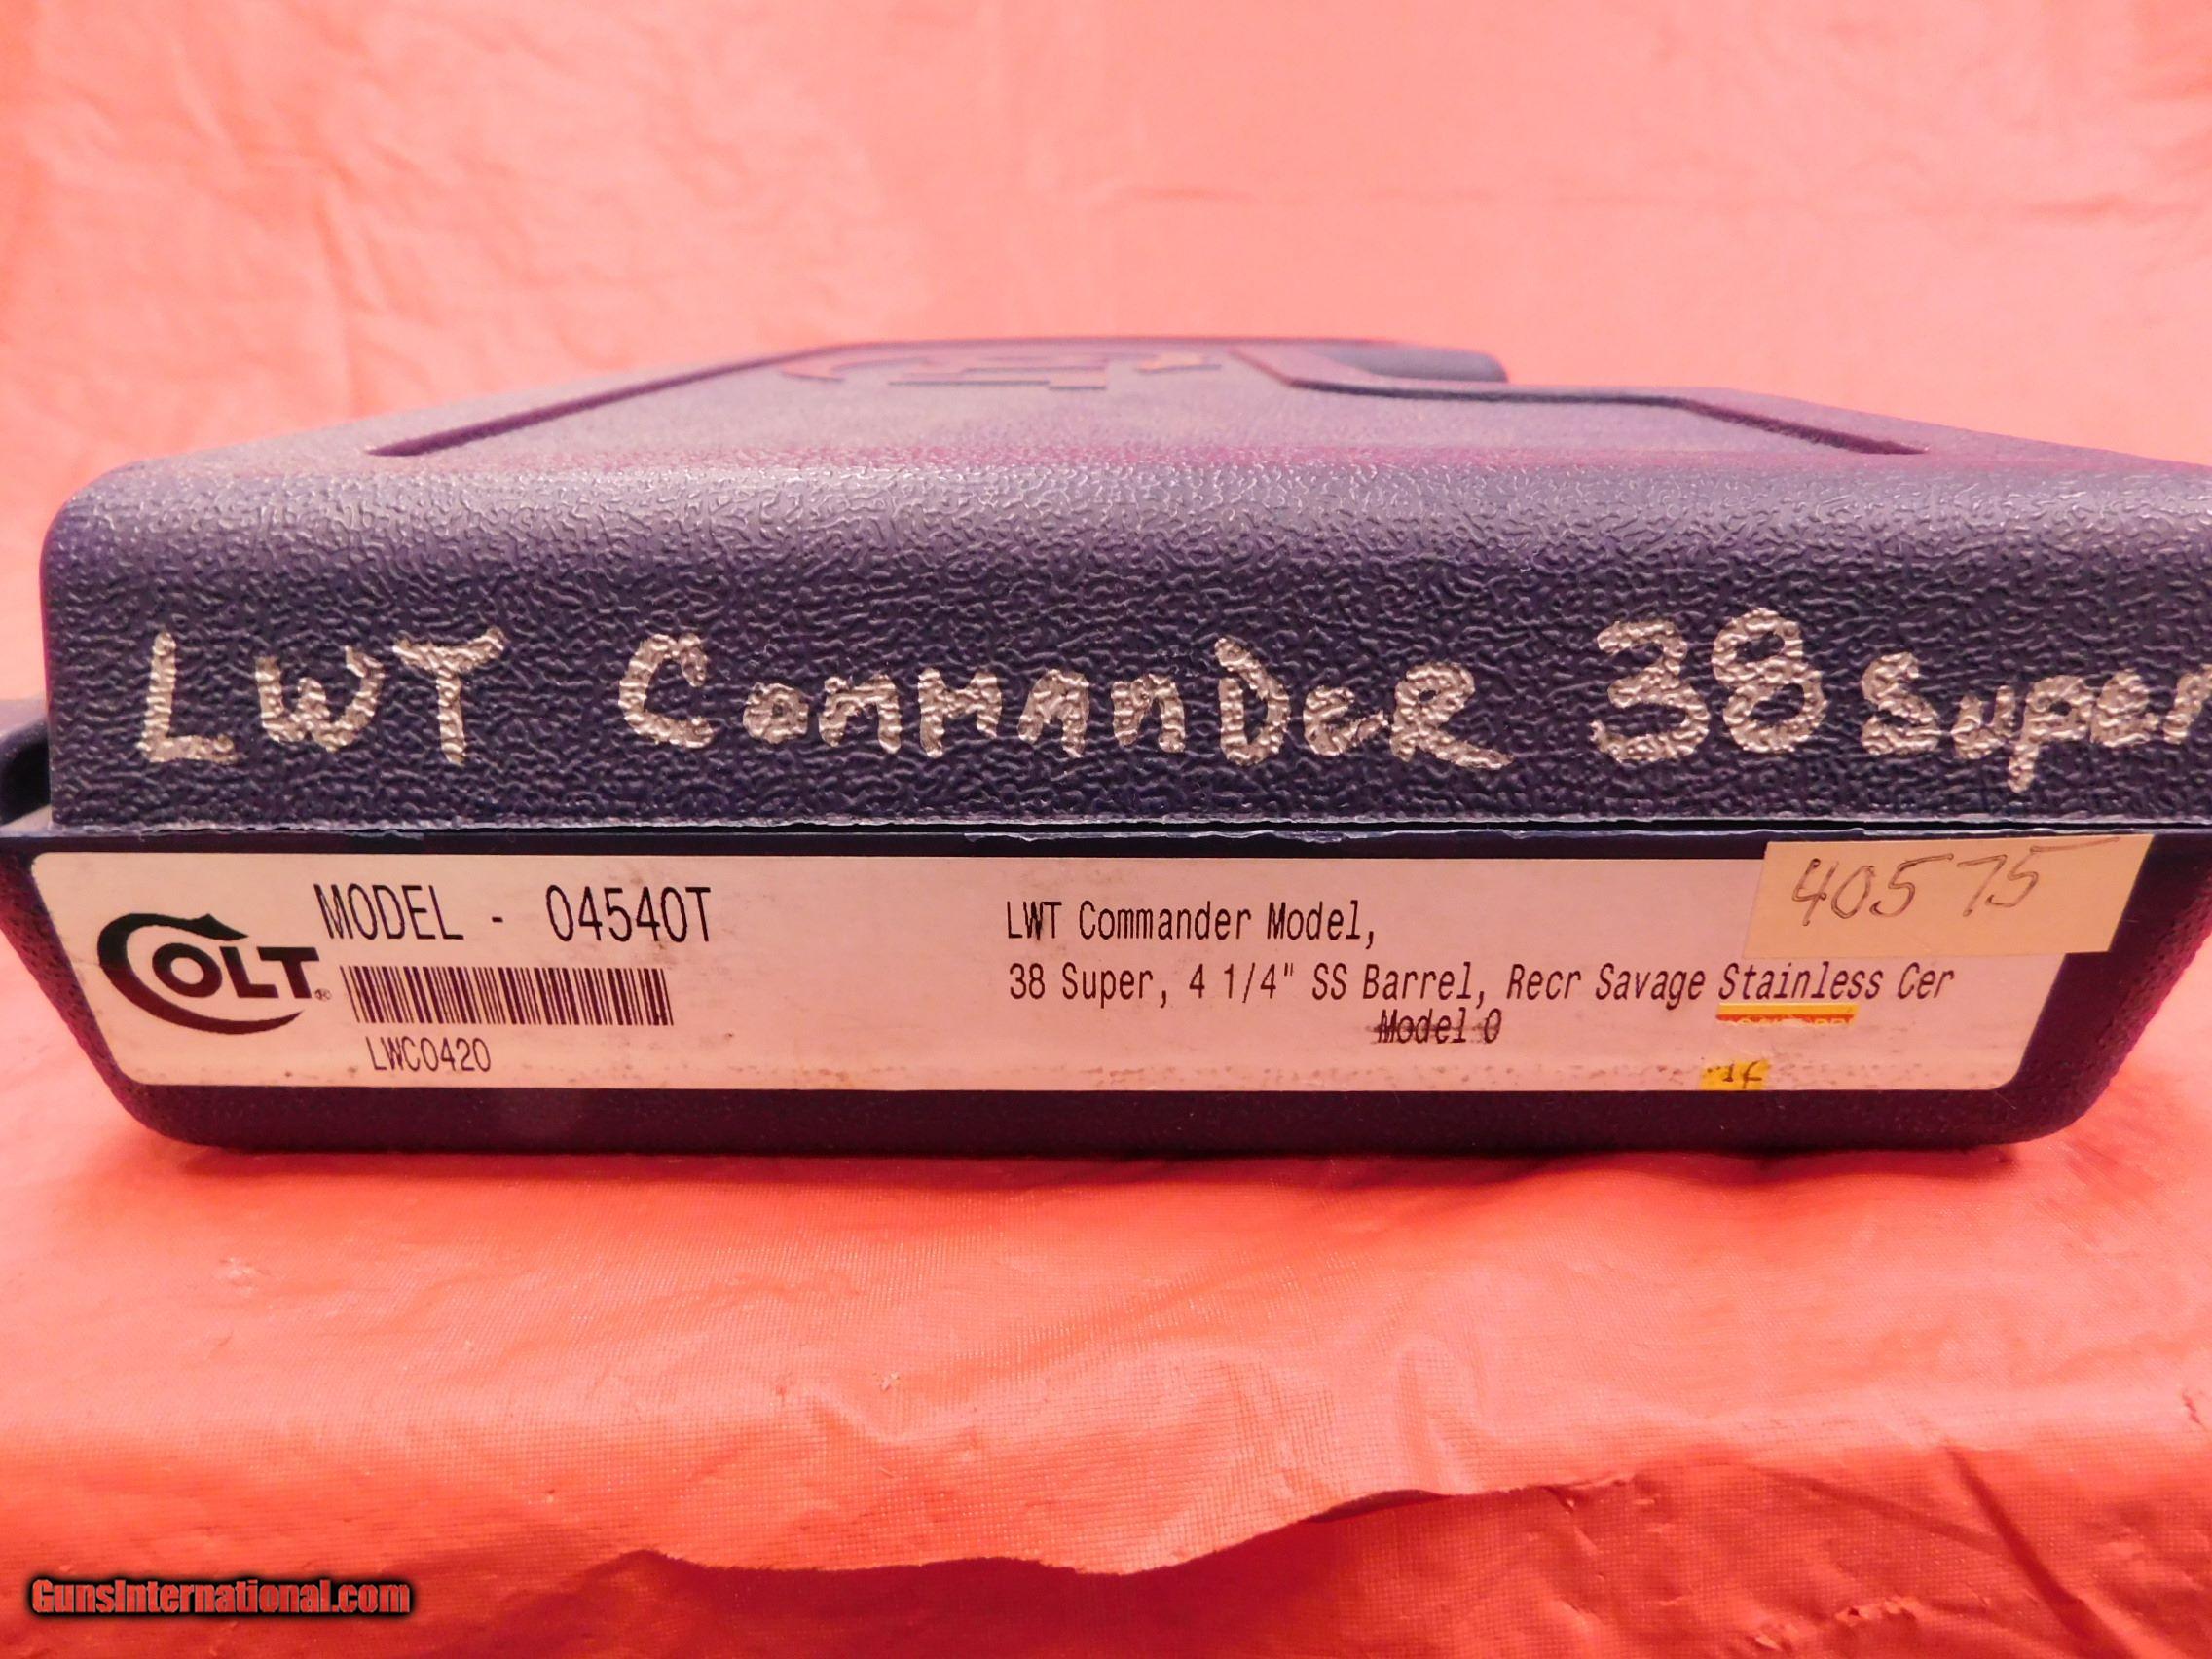 LWT Commander 38 Super
COLT®
MODEL - 04540T
LWC0420
LWT Commander Model,
38 Super, 4 1/4" SS Barrel, Recr Savage Stainless Cer
Model O
40575
GunsInternational.com